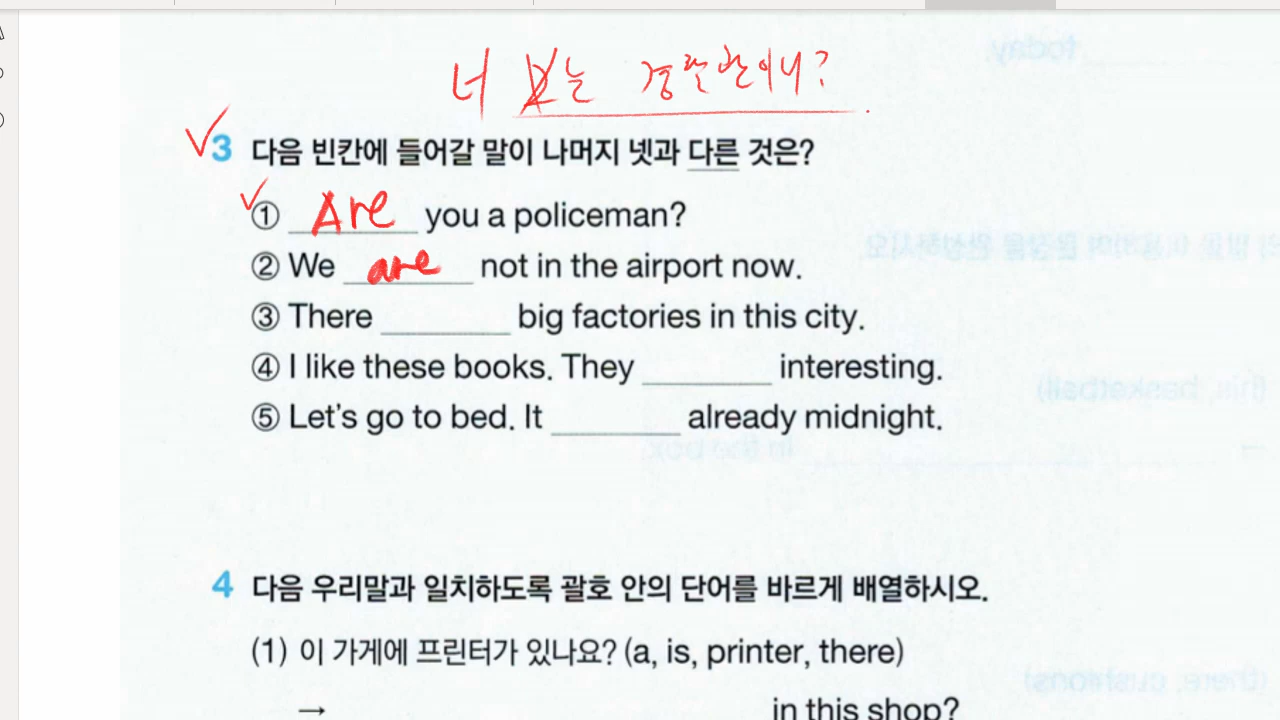 today
너 는 경찰관이니?
3 다음 빈칸에 들어갈 말이 나머지 넷과 다른 것은?
① Are you a policeman?
② We are not in the airport now.
③ There ________ big factories in this city.
④ I like these books. They ________ interesting.
⑤ Let's go to bed. It ________ already midnight.
4 다음 우리말과 일치하도록 괄호 안의 단어를 바르게 배열하시오.
(1) 이 가게에 프린터가 있나요? (a, is, printer, there)
→ in this shop?